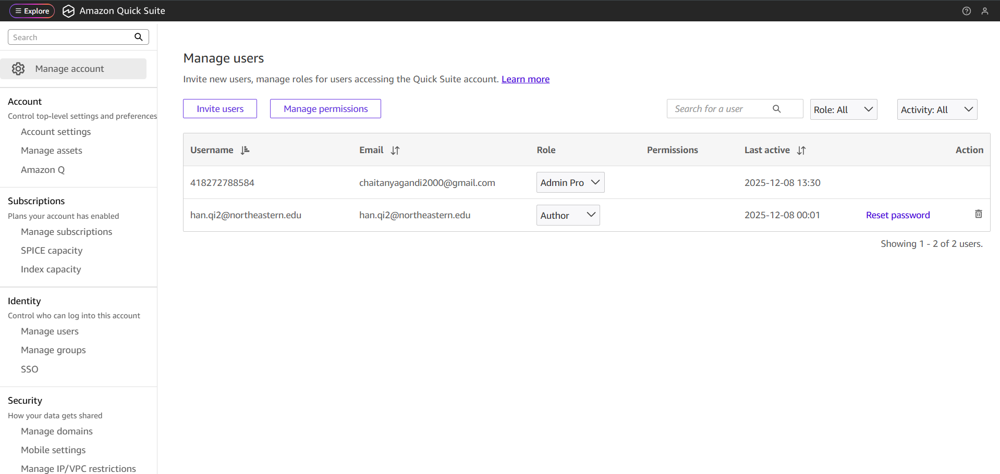 Explore Amazon Quick Suite
Search
Manage account
Account
Control top-level settings and preferences
Account settings
Manage assets
Amazon Q
Subscriptions
Plans your account has enabled
Manage subscriptions
SPICE capacity
Index capacity
Identity
Control who can log into this account
Manage users
Manage groups
SSO
Security
How your data gets shared
Manage domains
Mobile settings
Manage IP/VPC restrictions
Manage users
Invite new users, manage roles for users accessing the Quick Suite account. Learn more
Invite users Manage permissions Search for a user Role: All Activity: All
Username Email Role Permissions Last active Action
418272788584 chaitanyagandi2000@gmail.com Admin Pro 2025-12-08 13:30
han.qi2@northeastern.edu han.qi2@northeastern.edu Author 2025-12-08 00:01 Reset password
Showing 1 - 2 of 2 users.